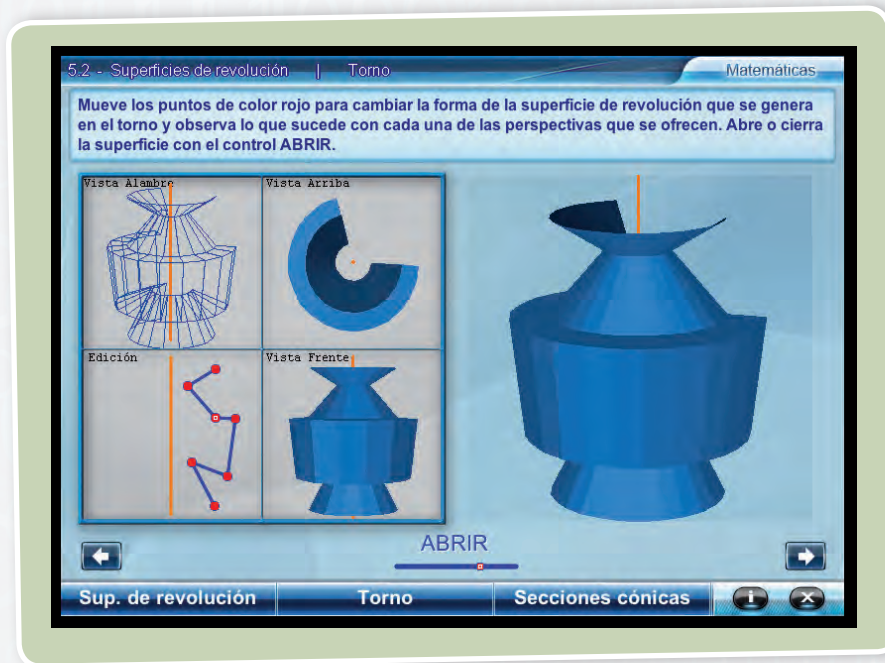 5.2 - Superficies de revolución | Torno
Matemáticas
Mueve los puntos de color rojo para cambiar la forma de la superficie de revolución que se genera
en el torno y observa lo que sucede con cada una de las perspectivas que se ofrecen. Abre o cierra
la superficie con el control ABRIR.
Vista Alambre
Vista Arriba
Edición
Vista Frente
ABRIR
Sup. de revolución
Torno
Secciones cónicas
i
X